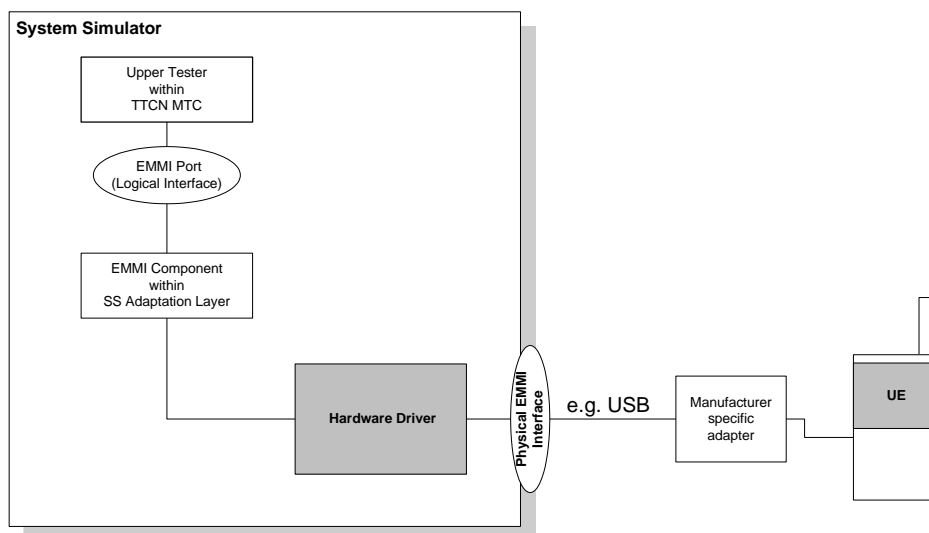 System Simulator
Upper Tester
within
TTCN MTC
EMMI Port
(Logical Interface)
EMMI Component
within
SS Adaptation Layer
Hardware Driver
Physical EMMI
Interface
e.g. USB
Manufacturer
specific
adapter
UE